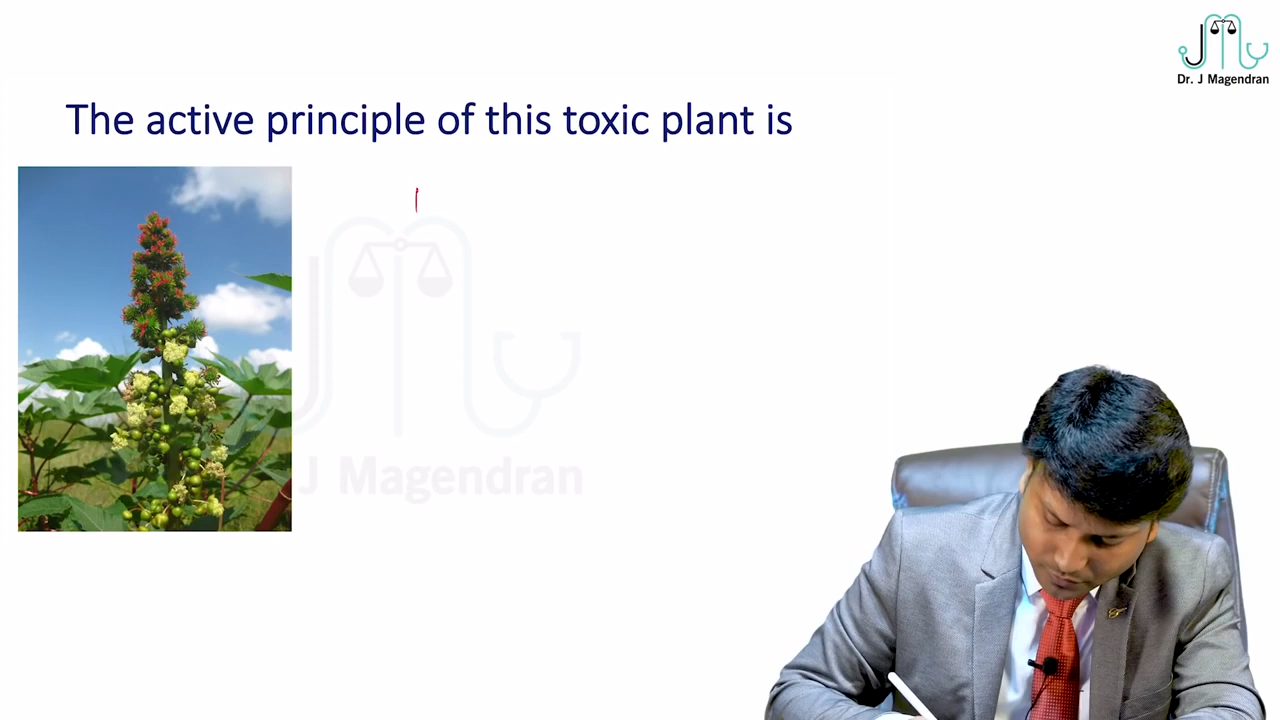 Dr. J Magendran
The active principle of this toxic plant is
J Magendran